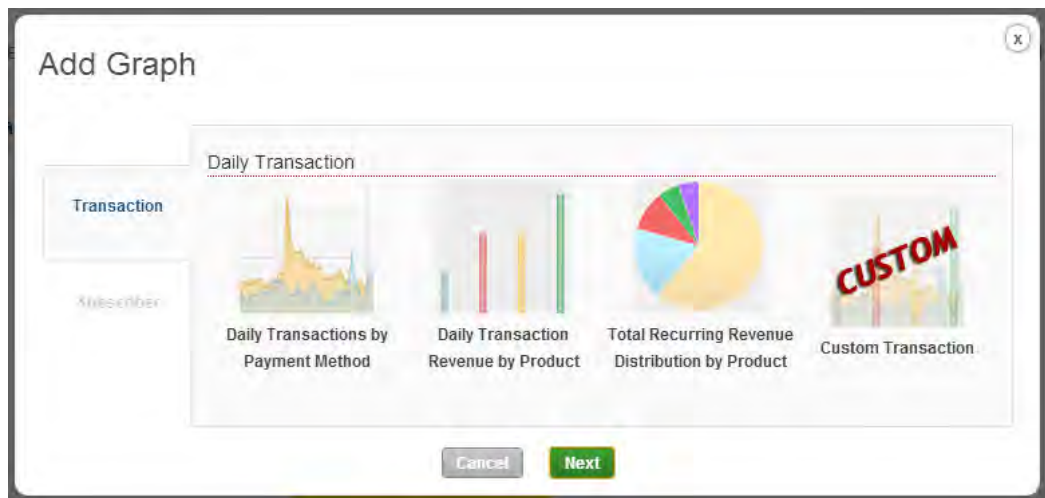 Add Graph
x
Daily Transaction
Transaction
Subscriber
CUSTOM
Daily Transactions by
Payment Method
Daily Transaction
Revenue by Product
Total Recurring Revenue
Distribution by Product
Custom Transaction
Cancel
Next